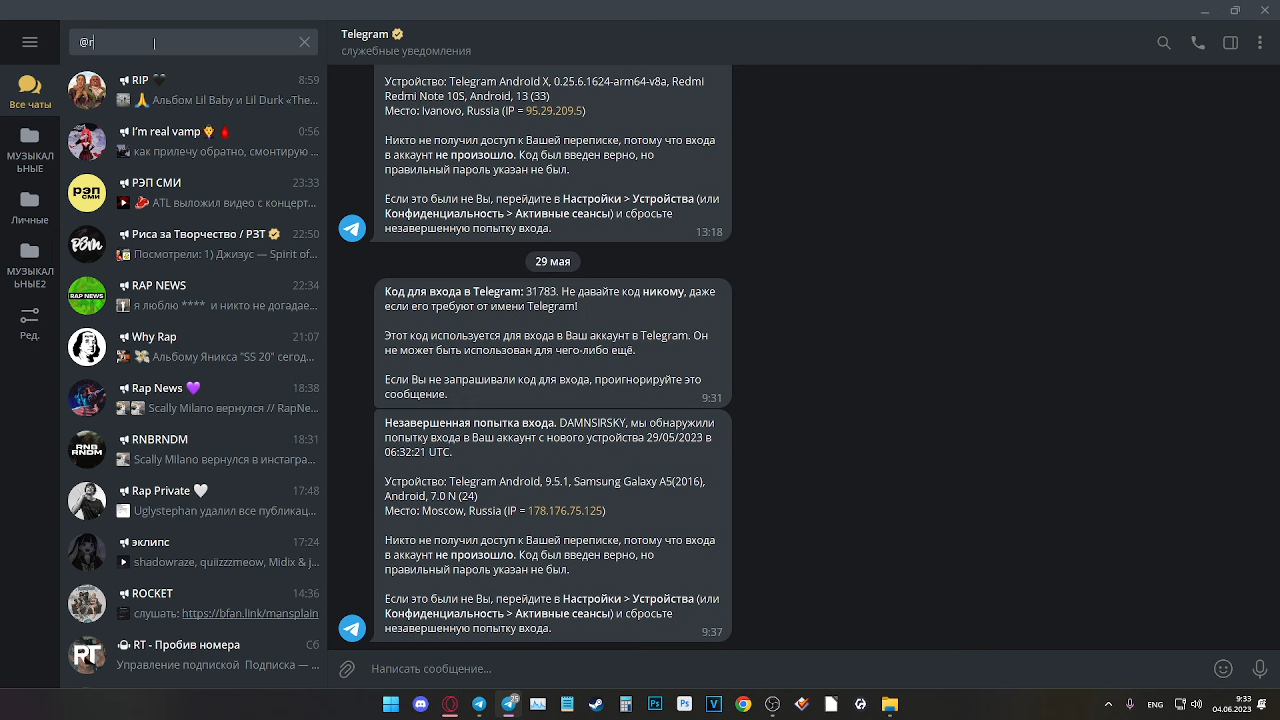 @r
Все чаты
МУЗЫКАЛ
ЬНЫЕ
Личные
МУЗЫКАЛ
ЬНЫЕ2
Ред.
RIP 🖤 8:59
🙏 Альбом Lil Baby и Lil Durk «The...
I’m real vamp 🧛🩸 0:56
как прилечу обратно, смонтирую ...
РЭП СМИ 23:33
🥩 ATL выложил видео с концерт...
Риса за Творчество / РЗТ 22:50
Посмотрели: 1) Джизус — Spirit of...
RAP NEWS 22:34
я люблю **** и никто не догадае...
Why Rap 21:07
💸 Альбому Яникса "SS 20" сегод...
Rap News 💜 18:38
Scally Milano вернулся // RapNe...
RNBRNDM 18:31
Scally MIlano вернулся в инстагра...
Rap Private 🤍 17:48
Uglystephan удалил все публикац...
эклипс 17:24
shadowraze, quiizzzmeow, Midix & j...
ROCKET 14:36
слушать: https://bfan.link/mansplain
RT - Пробив номера Сб
Управление подпиской Подписка — ...
рэп
сми
RAP NEWS
RNB
RNDM
RT
Telegram
служебные уведомления
Устройство: Telegram Android X, 0.25.6.1624-arm64-v8a, Redmi
Redmi Note 10S, Android, 13 (33)
Место: Ivanovo, Russia (IP = 95.29.209.5)
Никто не получил доступ к Вашей переписке, потому что входа
в аккаунт не произошло. Код был введен верно, но
правильный пароль указан не был.
Если это были не Вы, перейдите в Настройки > Устройства (или
Конфиденциальность > Активные сеансы) и сбросьте
незавершенную попытку входа. 13:18
29 мая
Код для входа в Telegram: 31783. Не давайте код никому, даже
если его требуют от имени Telegram!
Этот код используется для входа в Ваш аккаунт в Telegram. Он
не может быть использован для чего-либо ещё.
Если Вы не запрашивали код для входа, проигнорируйте это
сообщение. 9:31
Незавершенная попытка входа. DAMNSIRSKY, мы обнаружили
попытку входа в Ваш аккаунт с нового устройства 29/05/2023 в
06:32:21 UTC.
Устройство: Telegram Android, 9.5.1, Samsung Galaxy A5(2016),
Android, 7.0 N (24)
Место: Moscow, Russia (IP = 178.176.75.125)
Никто не получил доступ к Вашей переписке, потому что входа
в аккаунт не произошло. Код был введен верно, но
правильный пароль указан не был.
Если это были не Вы, перейдите в Настройки > Устройства (или
Конфиденциальность > Активные сеансы) и сбросьте
незавершенную попытку входа. 9:37
Написать сообщение...
Ps
Ps
V
ENG
9:33
04.06.2023